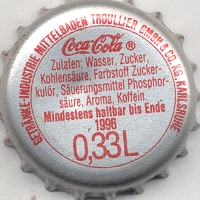 GETRÄNKE-INDUSTRIE MITTELBADEN TROULLIER GMBH & CO. KG, KARLSRUHE
Coca-Cola ®
Zutaten: Wasser, Zucker,
Kohlensäure, Farbstoff Zucker-
kulör, Säuerungsmittel Phosphor-
säure, Aroma, Koffein.
Mindestens haltbar bis Ende
1996
0,33L